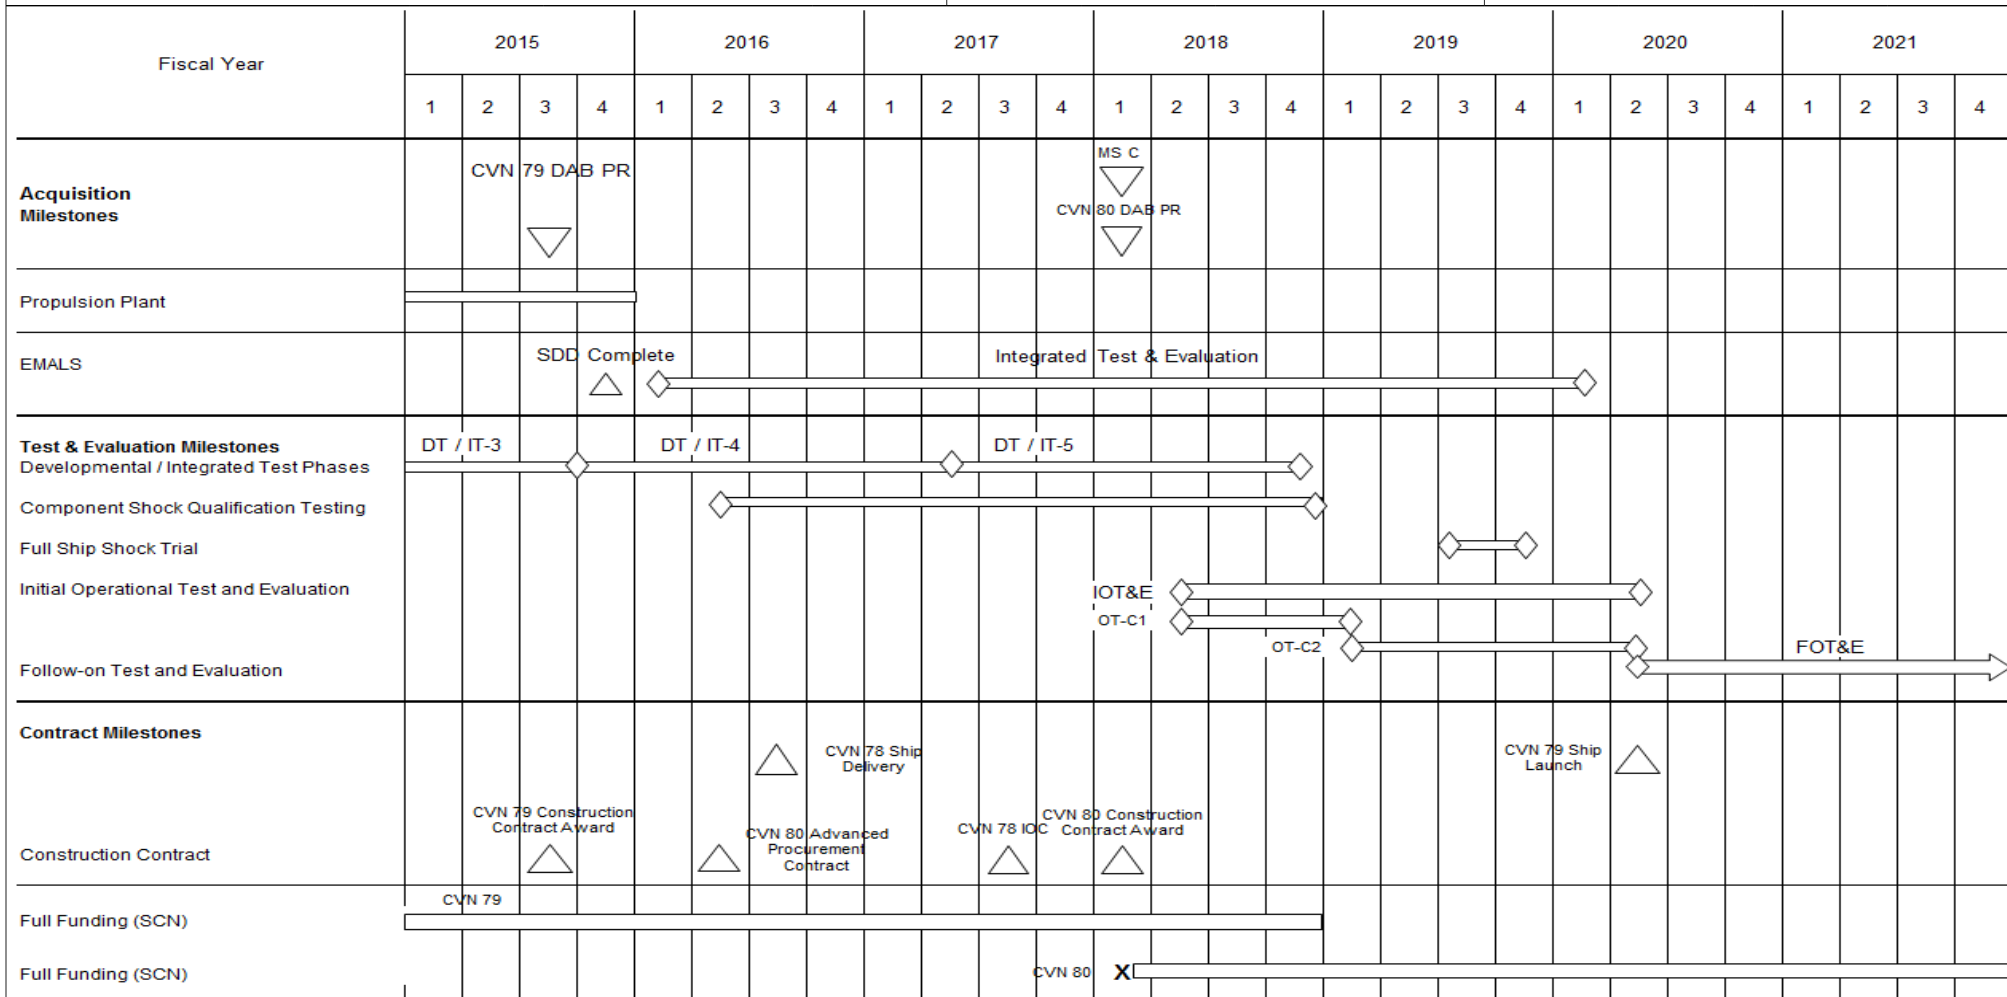 Fiscal Year
2015 2016 2017 2018 2019 2020 2021
1 2 3 4 1 2 3 4 1 2 3 4 1 2 3 4 1 2 3 4 1 2 3 4 1 2 3 4
Acquisition
Milestones
CVN 79 DAB PR
MS C
CVN 80 DAB PR
Propulsion Plant
EMALS
SDD Complete
Integrated Test & Evaluation
Test & Evaluation Milestones
Developmental / Integrated Test Phases
DT / IT-3
DT / IT-4
DT / IT-5
Component Shock Qualification Testing
Full Ship Shock Trial
Initial Operational Test and Evaluation
IOT&E
OT-C1
OT-C2
Follow-on Test and Evaluation
FOT&E
Contract Milestones
CVN 78 Ship
Delivery
CVN 79 Ship
Launch
Construction Contract
CVN 79 Construction
Contract Award
CVN 80 Advanced
Procurement
Contract
CVN 78 IOC
CVN 80 Construction
Contract Award
Full Funding (SCN)
CVN 79
Full Funding (SCN)
CVN 80 X